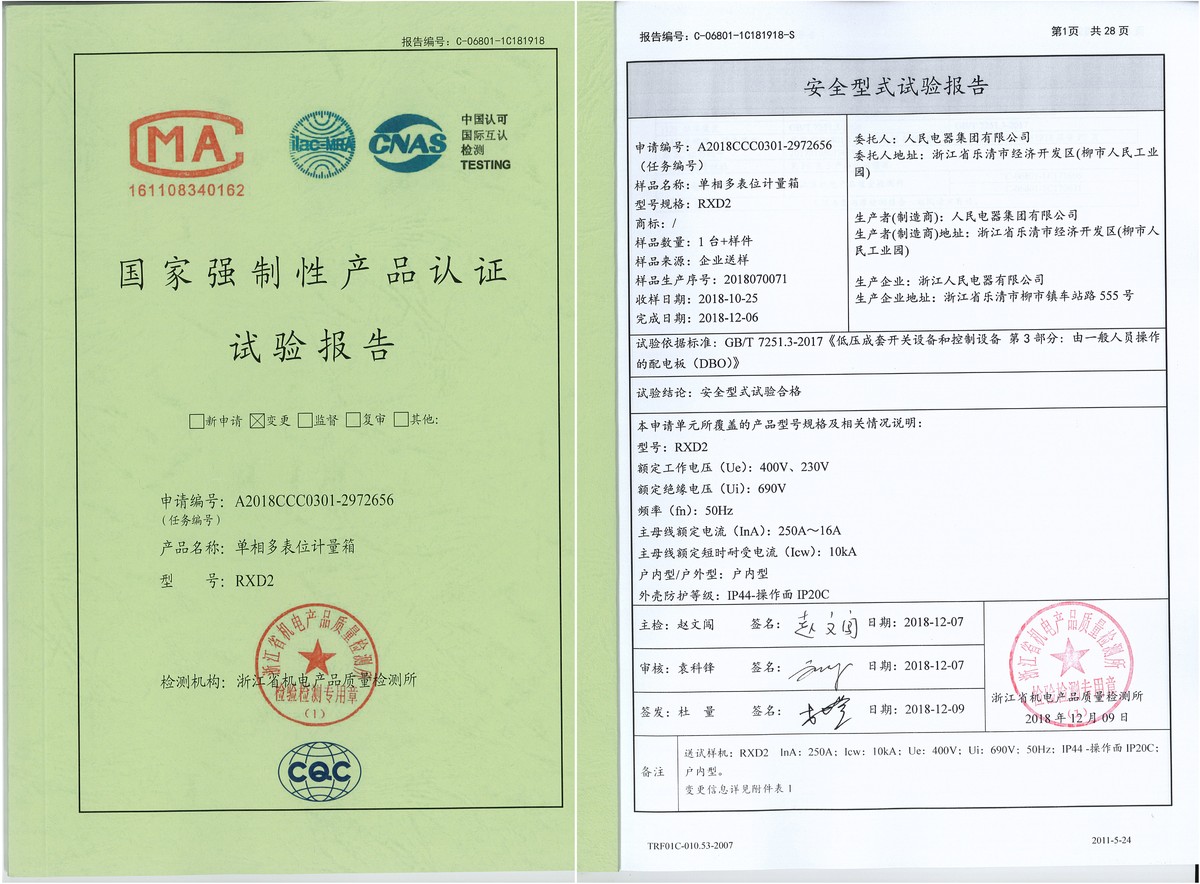 报告编号：C-06801-1C181918
MA
161108340162
ilac-MRA
CNAS
中国认可
国际互认
检测
TESTING
国家强制性产品认证
试验报告
□新申请 ☒变更 □监督 □复审 □其他:
申请编号：A2018CCC0301-2972656
（任务编号）
产品名称：单相多表位计量箱
型 号：RXD2
浙江省机电产品质量检测所
检测机构：浙江省机电产品质量检测所
检验检测专用章
（1）
CQC
报告编号：C-06801-1C181918-S
第1页 共 28 页
安全型式试验报告
申请编号：A2018CCC0301-2972656
（任务编号）
样品名称：单相多表位计量箱
型号规格：RXD2
商标：/
样品数量：1 台+样件
样品来源：企业送样
样品生产序号：2018070071
收样日期：2018-10-25
完成日期：2018-12-06
委托人：人民电器集团有限公司
委托人地址：浙江省乐清市经济开发区(柳市人民工业
园)
生产者(制造商)：人民电器集团有限公司
生产者(制造商)地址：浙江省乐清市经济开发区(柳市人
民工业园)
生产企业：浙江人民电器有限公司
生产企业地址：浙江省乐清市柳市镇车站路 555 号
试验依据标准：GB/T 7251.3-2017《低压成套开关设备和控制设备 第 3 部分：由一般人员操作
的配电板（DBO）》
试验结论：安全型式试验合格
本申请单元所覆盖的产品型号规格及相关情况说明：
型号：RXD2
额定工作电压（Ue）：400V、230V
额定绝缘电压（Ui）：690V
频率（fn）：50Hz
主母线额定电流（InA）：250A～16A
主母线额定短时耐受电流（Icw）：10kA
户内型/户外型：户内型
外壳防护等级：IP44-操作面 IP20C
主检：赵文闯 签名：赵文闯 日期：2018-12-07
审核：袁科锋 签名： 日期：2018-12-07
签发：杜 量 签名： 日期：2018-12-09
浙江省机电产品质量检测所
检验检测专用章
浙江省机电产品质量检测所
2018 年 12 月 09 日
备注
送试样机：RXD2 InA：250A；Icw：10kA；Ue：400V；Ui：690V；50Hz；IP44 -操作面 IP20C；
户内型。
变更信息详见附件表 1
TRF01C-010.53-2007
2011-5-24